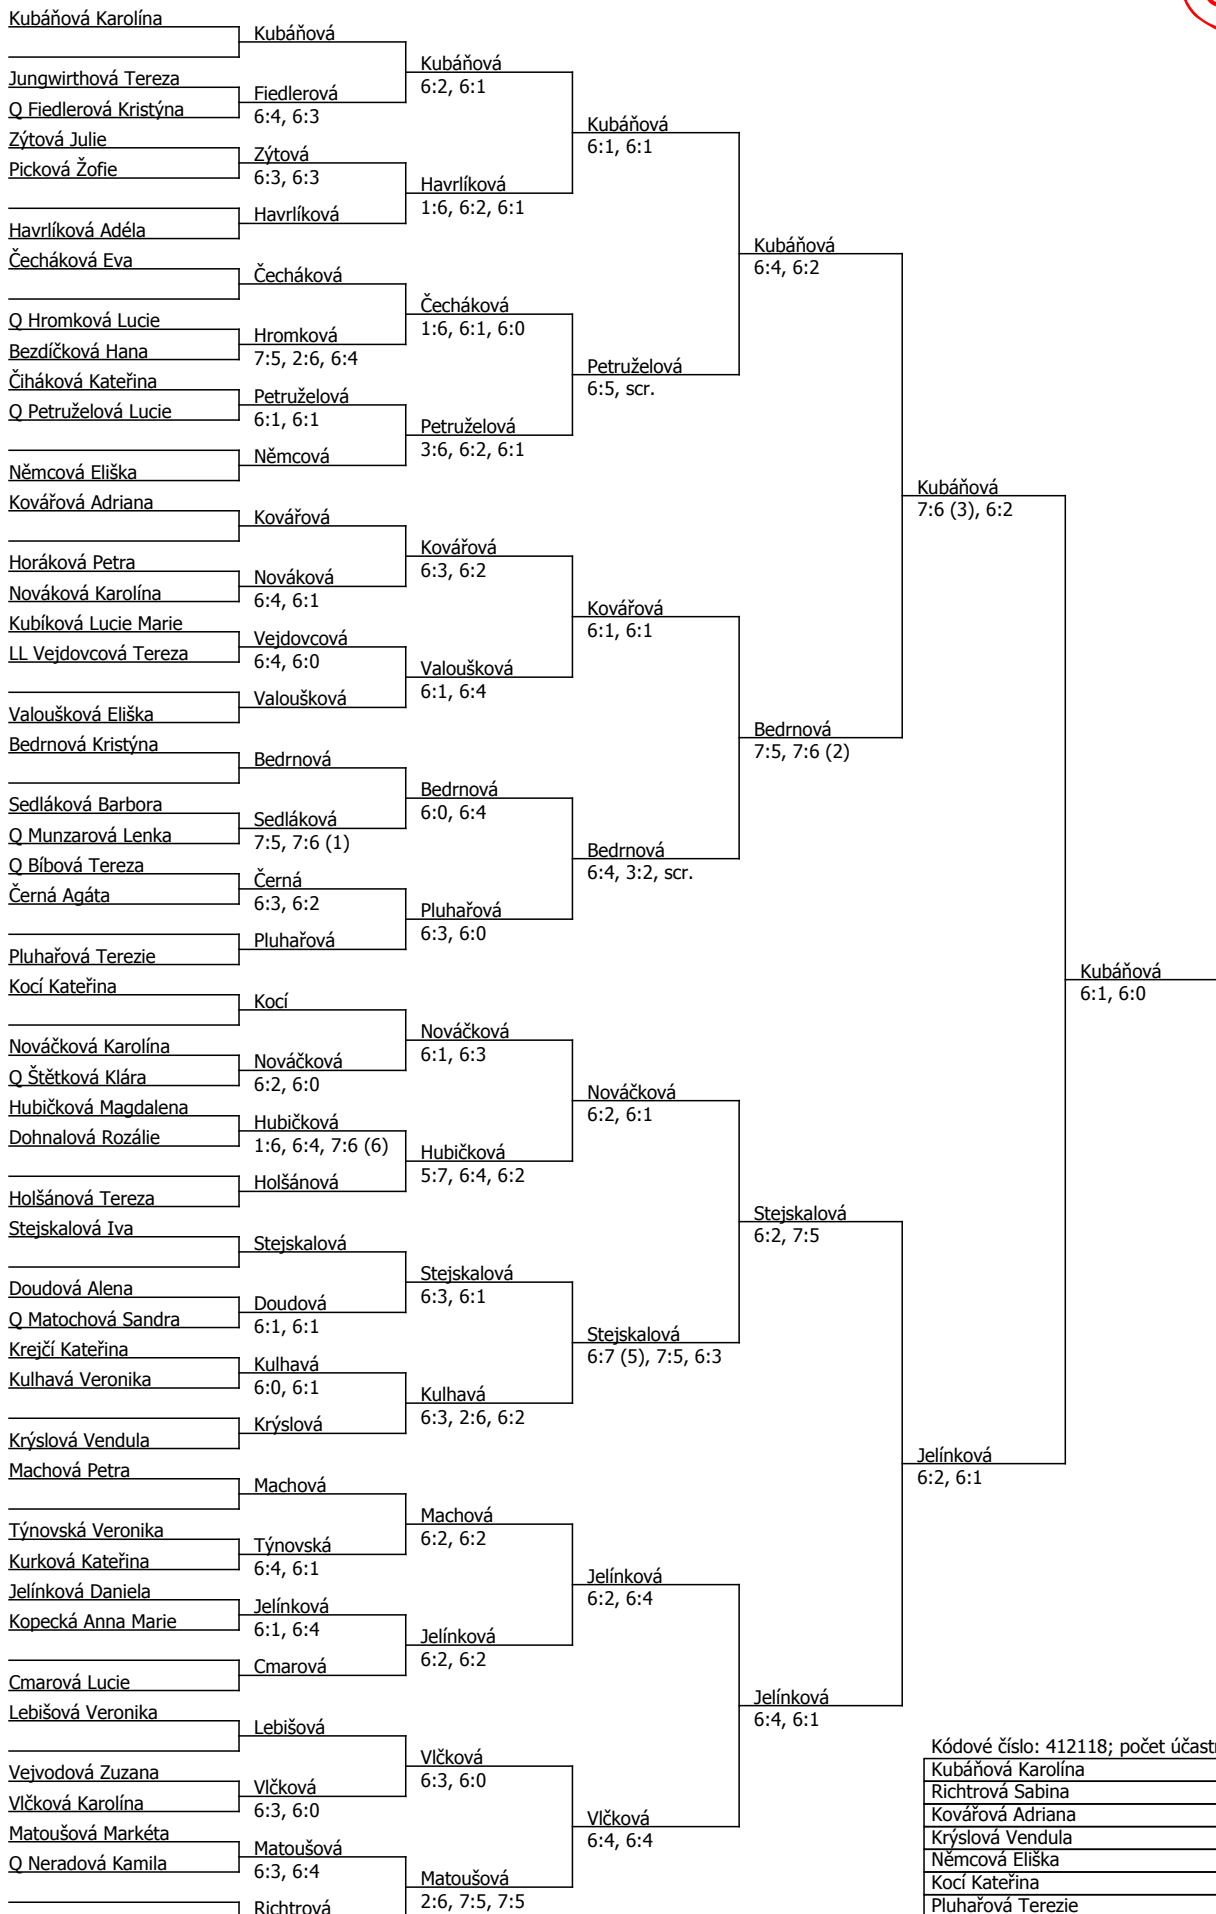 Kubáňová Karolína
Jungwirthová Tereza
Q Fiedlerová Kristýna
Zýtová Julie
Picková Žofie
Havrlíková Adéla
Čecháková Eva
Q Hromková Lucie
Bezdíčková Hana
Čiháková Kateřina
Q Petruželová Lucie
Němcová Eliška
Kovářová Adriana
Horáková Petra
Nováková Karolína
Kubíková Lucie Marie
LL Vejdovcová Tereza
Valoušková Eliška
Bedrnová Kristýna
Sedláková Barbora
Q Munzarová Lenka
Q Bíbová Tereza
Černá Agáta
Pluhařová Terezie
Kocí Kateřina
Nováčková Karolína
Q Štětková Klára
Hubičková Magdalena
Dohnalová Rozálie
Holšánová Tereza
Stejskalová Iva
Doudová Alena
Q Matochová Sandra
Krejčí Kateřina
Kulhavá Veronika
Krýslová Vendula
Machová Petra
Týnovská Veronika
Kurková Kateřina
Jelínková Daniela
Kopecká Anna Marie
Cmarová Lucie
Lebišová Veronika
Vejvodová Zuzana
Vlčková Karolína
Matoušová Markéta
Q Neradová Kamila
Kubáňová
Fiedlerová
6:4, 6:3
Zýtová
6:3, 6:3
Havrlíková
Čecháková
Hromková
7:5, 2:6, 6:4
Petruželová
6:1, 6:1
Němcová
Kovářová
Nováková
6:4, 6:1
Vejdovcová
6:4, 6:0
Valoušková
Bedrnová
Sedláková
7:5, 7:6 (1)
Černá
6:3, 6:2
Pluhařová
Kocí
Nováčková
6:2, 6:0
Hubičková
1:6, 6:4, 7:6 (6)
Holšánová
Stejskalová
Doudová
6:1, 6:1
Kulhavá
6:0, 6:1
Krýslová
Machová
Týnovská
6:4, 6:1
Jelínková
6:1, 6:4
Cmarová
Lebišová
Vlčková
6:3, 6:0
Matoušová
6:3, 6:4
Richtrová
Kubáňová
6:2, 6:1
Havrlíková
1:6, 6:2, 6:1
Čecháková
1:6, 6:1, 6:0
Petruželová
3:6, 6:2, 6:1
Kovářová
6:3, 6:2
Valoušková
6:1, 6:4
Bedrnová
6:0, 6:4
Pluhařová
6:3, 6:0
Nováčková
6:1, 6:3
Hubičková
5:7, 6:4, 6:2
Stejskalová
6:3, 6:1
Kulhavá
6:3, 2:6, 6:2
Machová
6:2, 6:2
Jelínková
6:2, 6:2
Vlčková
6:3, 6:0
Matoušová
2:6, 7:5, 7:5
Kubáňová
6:1, 6:1
Petruželová
6:5, scr.
Kovářová
6:1, 6:1
Bedrnová
6:4, 3:2, scr.
Nováčková
6:2, 6:1
Stejskalová
6:7 (5), 7:5, 6:3
Jelínková
6:2, 6:4
Vlčková
6:4, 6:4
Kubáňová
6:4, 6:2
Bedrnová
7:5, 7:6 (2)
Stejskalová
6:2, 7:5
Jelínková
6:4, 6:1
Kubáňová
7:6 (3), 6:2
Jelínková
6:2, 6:1
Kubáňová
6:1, 6:0
Kódové číslo: 412118; počet účast
Kubáňová Karolína
Richtrová Sabina
Kovářová Adriana
Krýslová Vendula
Němcová Eliška
Kocí Kateřina
Pluhařová Terezie